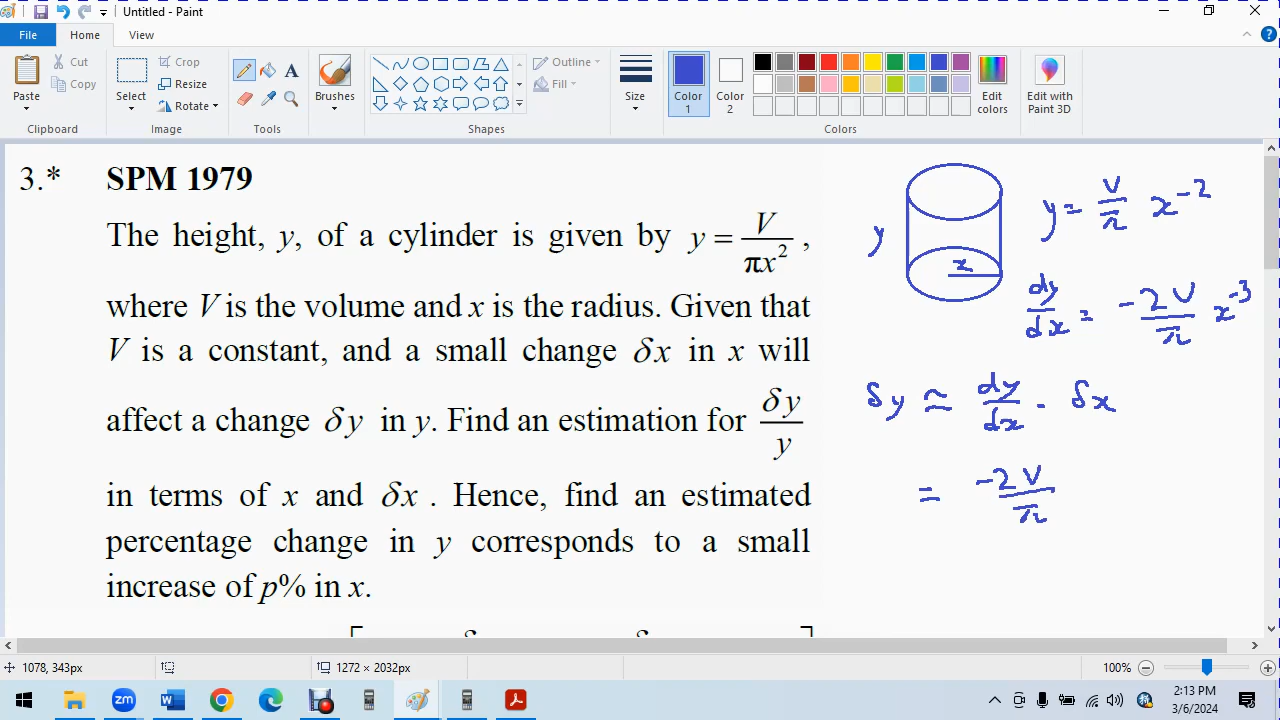 Untitled - Paint
File Home View
Paste
Cut
Copy
Clipboard
Select
Crop
Resize
Rotate
Image
Tools
Brushes
Outline
Fill
Shapes
Size
Color 1
Color 2
Edit colors
Colors
Edit with Paint 3D
3.* SPM 1979
The height, y, of a cylinder is given by y = V/πx² ,
where V is the volume and x is the radius. Given that
V is a constant, and a small change δx in x will
affect a change δy in y. Find an estimation for δy/y
in terms of x and δx . Hence, find an estimated
percentage change in y corresponds to a small
increase of p% in x.
y
x
y = V/π x⁻²
dy/dx = -2V/π x⁻³
δy ≈ dy/dx . δx
= -2V/π
1078, 343px
1272 × 2032px
100%
zm
2:13 PM
3/6/2024